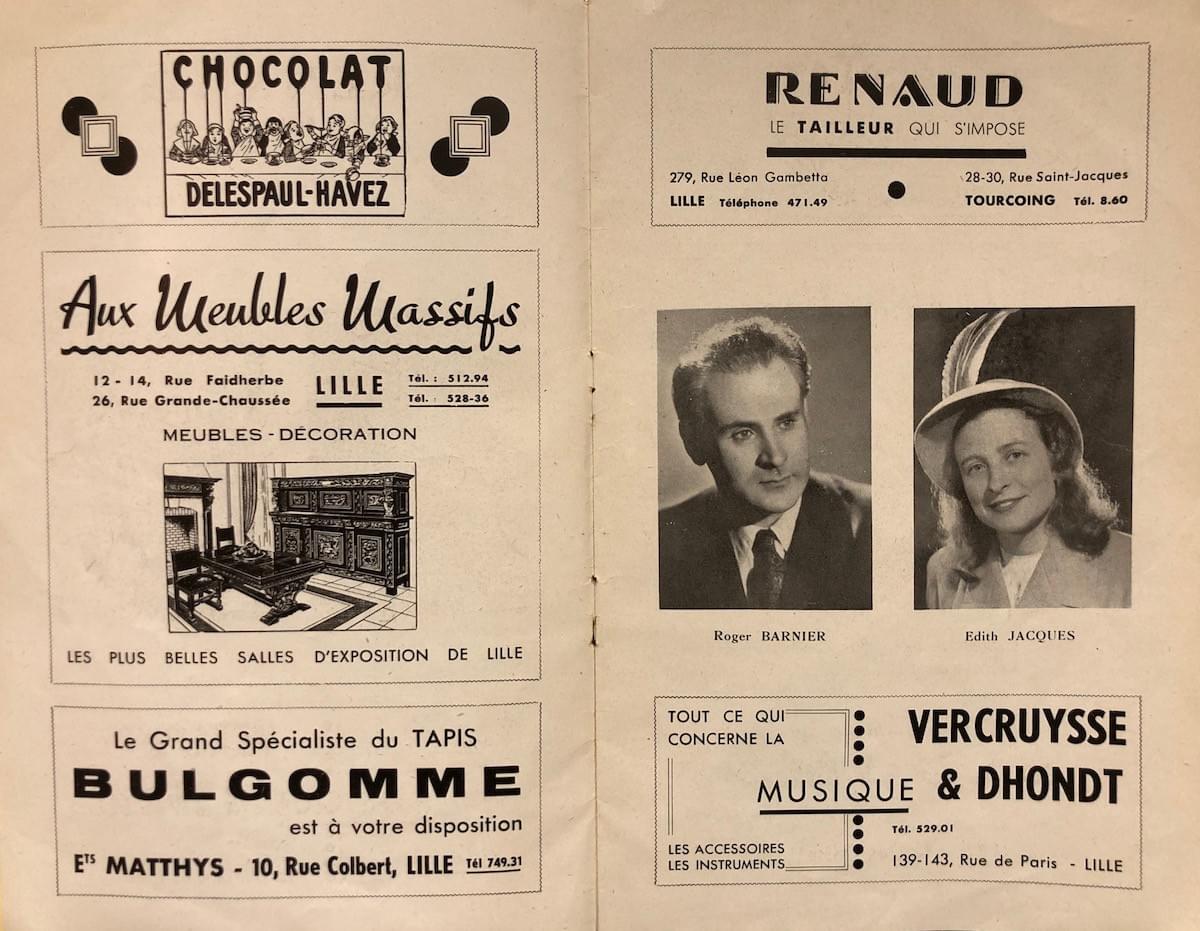 CHOCOLAT
DELESPAUL-HAVEZ
Aux Meubles Massifs
12 - 14, Rue Faidherbe
26, Rue Grande-Chaussée
LILLE
Tél. : 512.94
Tél. : 528-36
MEUBLES - DÉCORATION
LES PLUS BELLES SALLES D'EXPOSITION DE LILLE
Le Grand Spécialiste du TAPIS
BULGOMME
est à votre disposition
Ets MATTHYS - 10, Rue Colbert, LILLE Tél 749.31
RENAUD
LE TAILLEUR QUI S'IMPOSE
279, Rue Léon Gambetta
LILLE Téléphone 471.49
28-30, Rue Saint-Jacques
TOURCOING Tél. 8.60
Roger BARNIER
Edith JACQUES
TOUT CE QUI
CONCERNE LA
MUSIQUE
LES ACCESSOIRES
LES INSTRUMENTS
VERCRUYSSE
& DHONDT
Tél. 529.01
139-143, Rue de Paris - LILLE